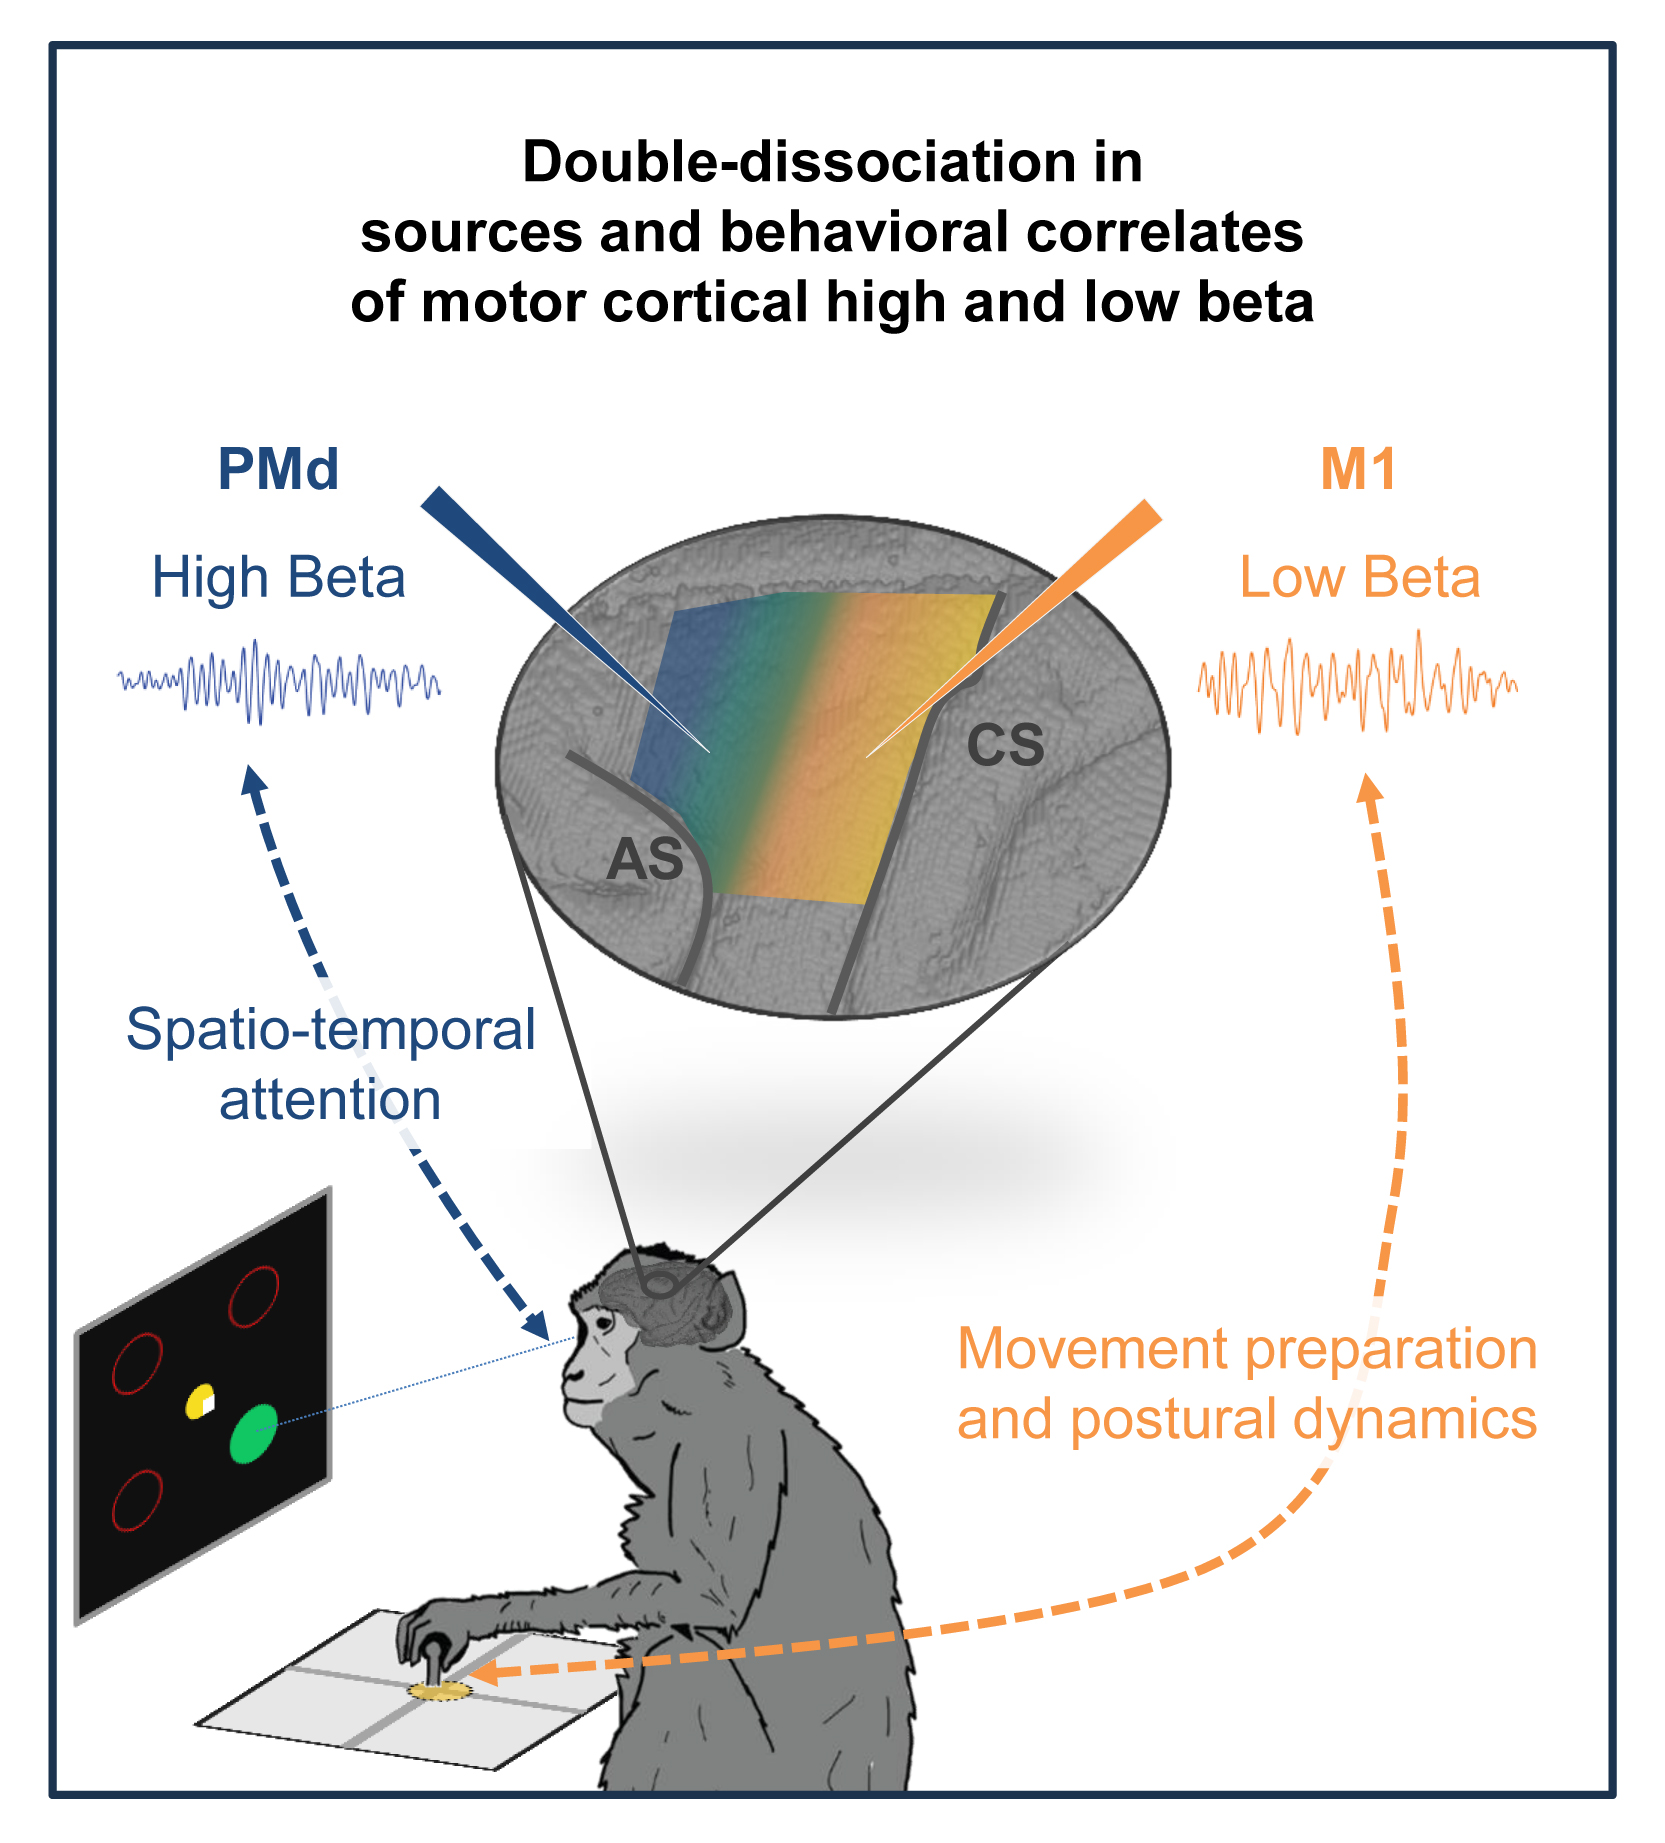 Double-dissociation in
sources and behavioral correlates
of motor cortical high and low beta
PMd
High Beta
M1
Low Beta
CS
AS
Spatio-temporal
attention
Movement preparation
and postural dynamics